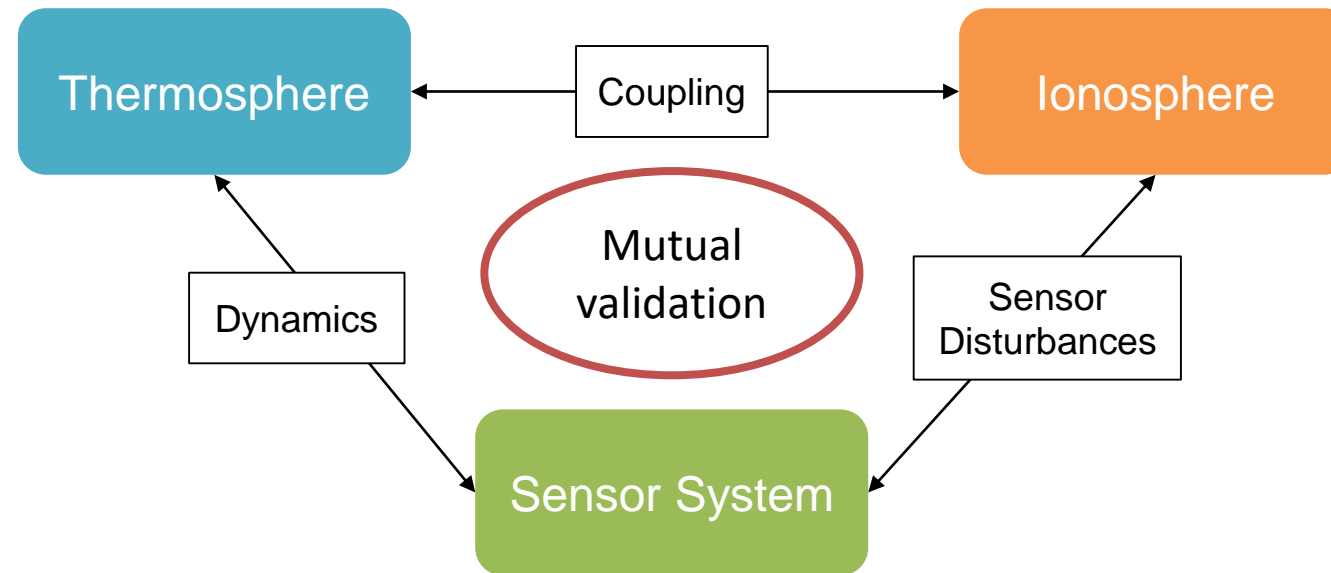 Thermosphere
Coupling
Ionosphere
Mutual
validation
Dynamics
Sensor
Disturbances
Sensor System